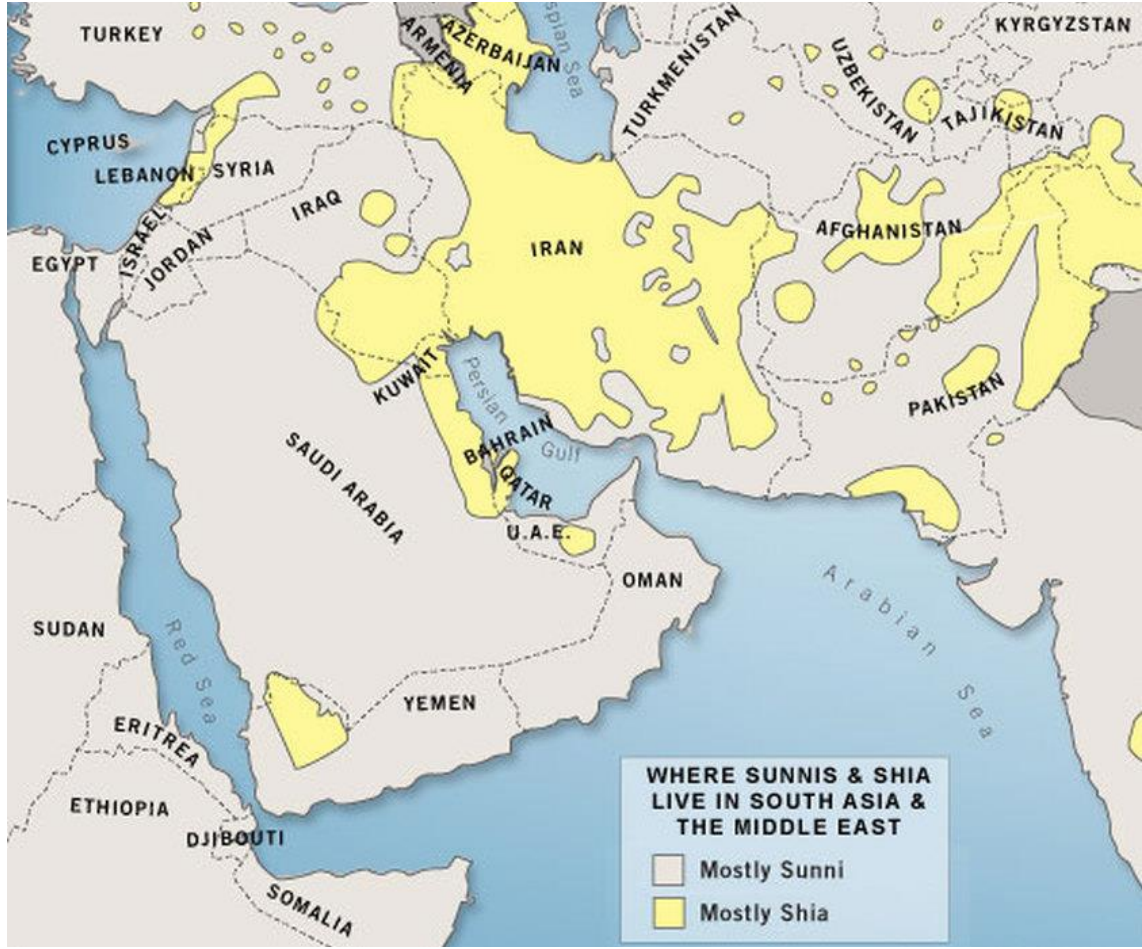 TURKEY
ARMENIA
AZERBAIJAN
spian Sea
TURKMENISTAN
UZBEKISTAN
KYRGYZSTAN
TAJIKISTAN
CYPRUS
LEBANON
SYRIA
IRAQ
IRAN
AFGHANISTAN
EGYPT
ISRAEL
JORDAN
KUWAIT
Persian
Gulf
BAHRAIN
QATAR
PAKISTAN
SAUDI ARABIA
U.A.E.
OMAN
Arabian
Sea
SUDAN
Red Sea
YEMEN
ERITREA
ETHIOPIA
DJIBOUTI
SOMALIA
WHERE SUNNIS & SHIA
LIVE IN SOUTH ASIA &
THE MIDDLE EAST
Mostly Sunni
Mostly Shia